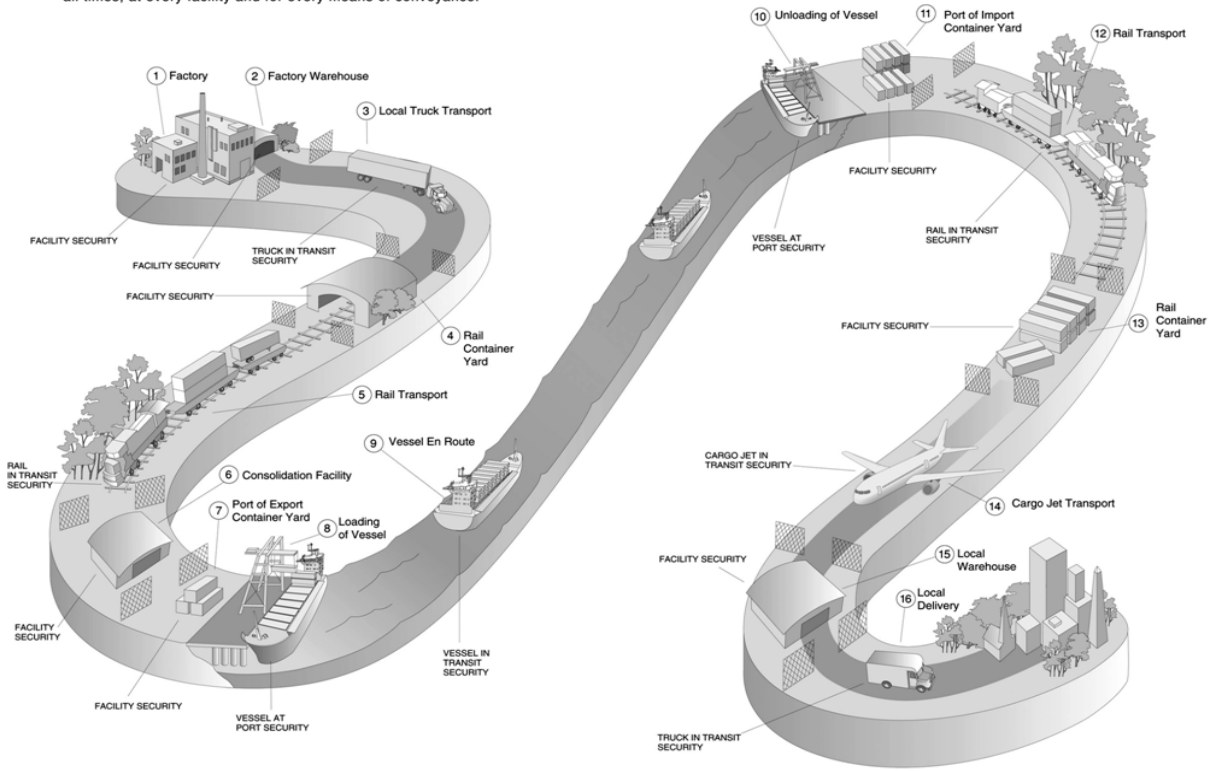 all times, at every facility and for every means of conveyance.
1 Factory
2 Factory Warehouse
3 Local Truck Transport
FACILITY SECURITY
FACILITY SECURITY
TRUCK IN TRANSIT
SECURITY
FACILITY SECURITY
4 Rail
Container
Yard
5 Rail Transport
RAIL
IN TRANSIT
SECURITY
6 Consolidation Facility
7 Port of Export
Container Yard
8 Loading
of Vessel
FACILITY
SECURITY
FACILITY SECURITY
VESSEL AT
PORT SECURITY
9 Vessel En Route
VESSEL IN
TRANSIT
SECURITY
10 Unloading of Vessel
11 Port of Import
Container Yard
12 Rail Transport
FACILITY SECURITY
VESSEL AT
PORT SECURITY
RAIL IN TRANSIT
SECURITY
FACILITY SECURITY
13 Rail
Container
Yard
CARGO JET IN
TRANSIT SECURITY
14 Cargo Jet Transport
FACILITY SECURITY
15 Local
Warehouse
16 Local
Delivery
TRUCK IN TRANSIT
SECURITY